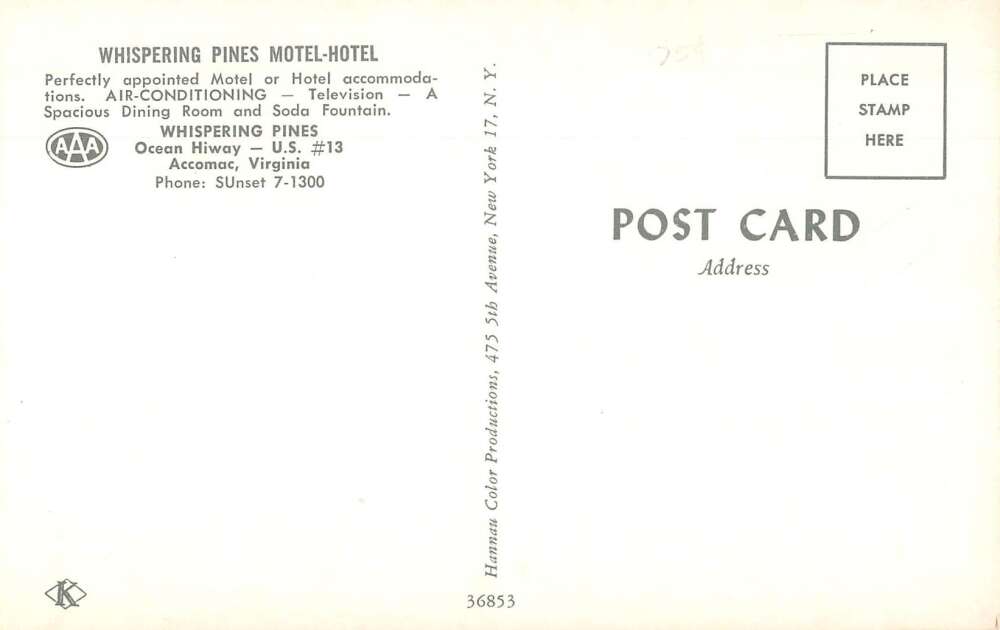 WHISPERING PINES MOTEL-HOTEL
Perfectly appointed Motel or Hotel accommoda-
tions. AIR-CONDITIONING — Television — A
Spacious Dining Room and Soda Fountain.
AAA
WHISPERING PINES
Ocean Hiway — U.S. #13
Accomac, Virginia
Phone: SUnset 7-1300
Hannau Color Productions, 475 5th Avenue, New York 17, N. Y.
75¢
PLACE
STAMP
HERE
POST CARD
Address
K
36853